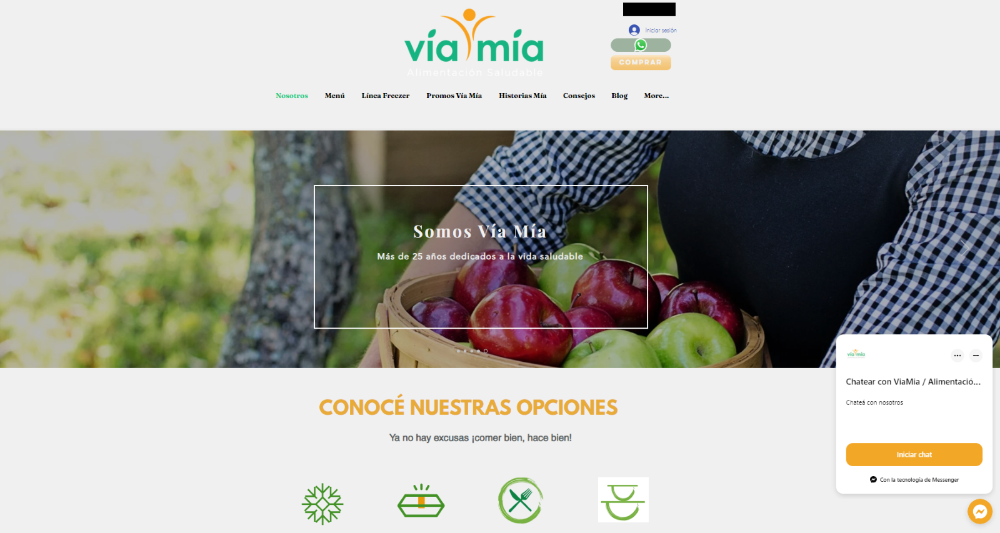 vía mía
Alimentación Saludable
Iniciar sesión
COMPRAR
Nosotros
Menú
Línea Freezer
Promos Vía Mía
Historias Mía
Consejos
Blog
More...
Somos Vía Mía
Más de 25 años dedicados a la vida saludable
CONOCÉ NUESTRAS OPCIONES
Ya no hay excusas ¡comer bien, hace bien!
vía mía
Chatear con ViaMia / Alimentació...
Chateá con nosotros
Iniciar chat
Con la tecnología de Messenger